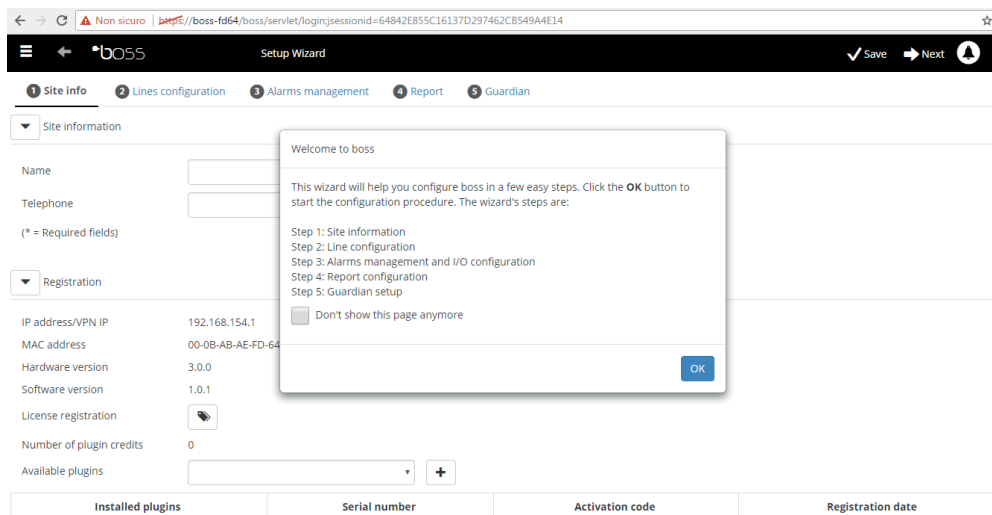 Non sicuro | https://boss-fd64/boss/servlet/login;jsessionid=64842E855C16137D297462CB549A4E14
boss Setup Wizard Save Next
1 Site info 2 Lines configuration 3 Alarms management 4 Report 5 Guardian
Site information
Name
Telephone
(* = Required fields)
Welcome to boss
This wizard will help you configure boss in a few easy steps. Click the OK button to
start the configuration procedure. The wizard's steps are:
Step 1: Site information
Step 2: Line configuration
Step 3: Alarms management and I/O configuration
Step 4: Report configuration
Step 5: Guardian setup
Don't show this page anymore
OK
Registration
IP address/VPN IP 192.168.154.1
MAC address 00-0B-AB-AE-FD-64
Hardware version 3.0.0
Software version 1.0.1
License registration
Number of plugin credits 0
Available plugins
Installed plugins Serial number Activation code Registration date